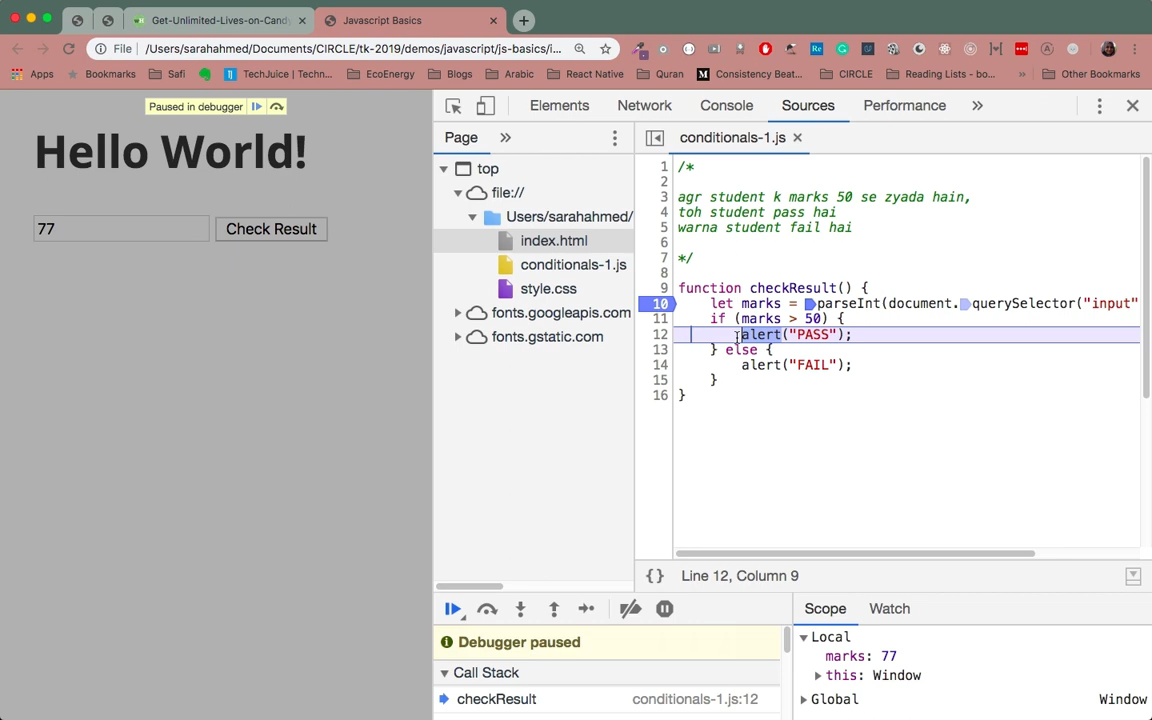 Get-Unlimited-Lives-on-Cand
Javascript Basics
File /Users/sarahahmed/Documents/CIRCLE/tk-2019/demos/javascript/js-basics/i...
Apps Bookmarks Safi TechJuice | Techn... EcoEnergy Blogs Arabic React Native Quran Consistency Beat... CIRCLE Reading Lists - bo... » Other Bookmarks
Paused in debugger
Elements Network Console Sources Performance »
Page »
conditionals-1.js
Hello World!
77 Check Result
top
file://
Users/sarahahmed/
index.html
conditionals-1.js
style.css
fonts.googleapis.com
fonts.gstatic.com
1 /*
2
3 agr student k marks 50 se zyada hain,
4 toh student pass hai
5 warna student fail hai
6
7 */
8
9 function checkResult() {
10 let marks = parseInt(document.querySelector("input"
11 if (marks > 50) {
12 alert("PASS");
13 } else {
14 alert("FAIL");
15 }
16 }
{} Line 12, Column 9
Debugger paused
Call Stack
checkResult conditionals-1.js:12
Scope Watch
Local
marks: 77
this: Window
Global Window